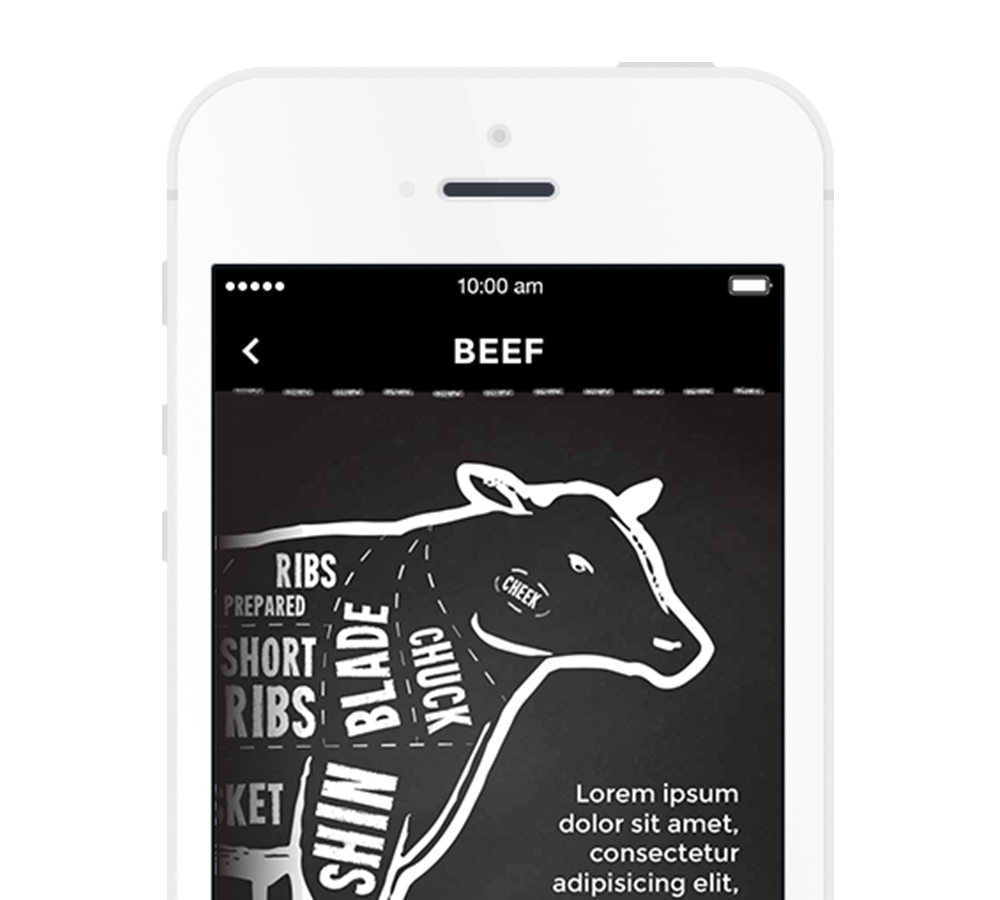 10:00 am
BEEF
CHEEK
RIBS
PREPARED
SHORT
RIBS
BLADE
CHUCK
SKET
SHIN
Lorem ipsum
dolor sit amet,
consectetur
adipisicing elit,